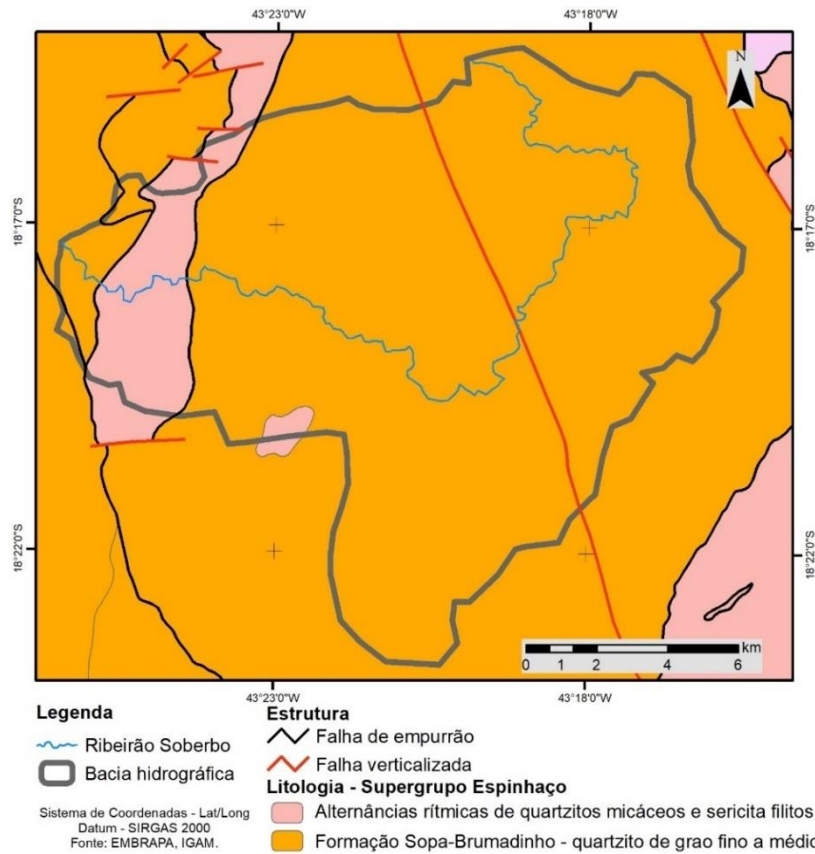 43°23'0"W
43°18'0"W
N
18°17'0"S
18°17'0"S
18°22'0"S
18°22'0"S
km
0 1 2 4 6
43°23'0"W
43°18'0"W
Legenda
Ribeirão Soberbo
Bacia hidrográfica
Sistema de Coordenadas - Lat/Long
Datum - SIRGAS 2000
Fonte: EMBRAPA, IGAM.
Estrutura
Falha de empurrão
Falha verticalizada
Litologia - Supergrupo Espinhaço
Alternâncias rítmicas de quartzitos micáceos e sericita filitos
Formação Sopa-Brumadinho - quartzito de grao fino a médio